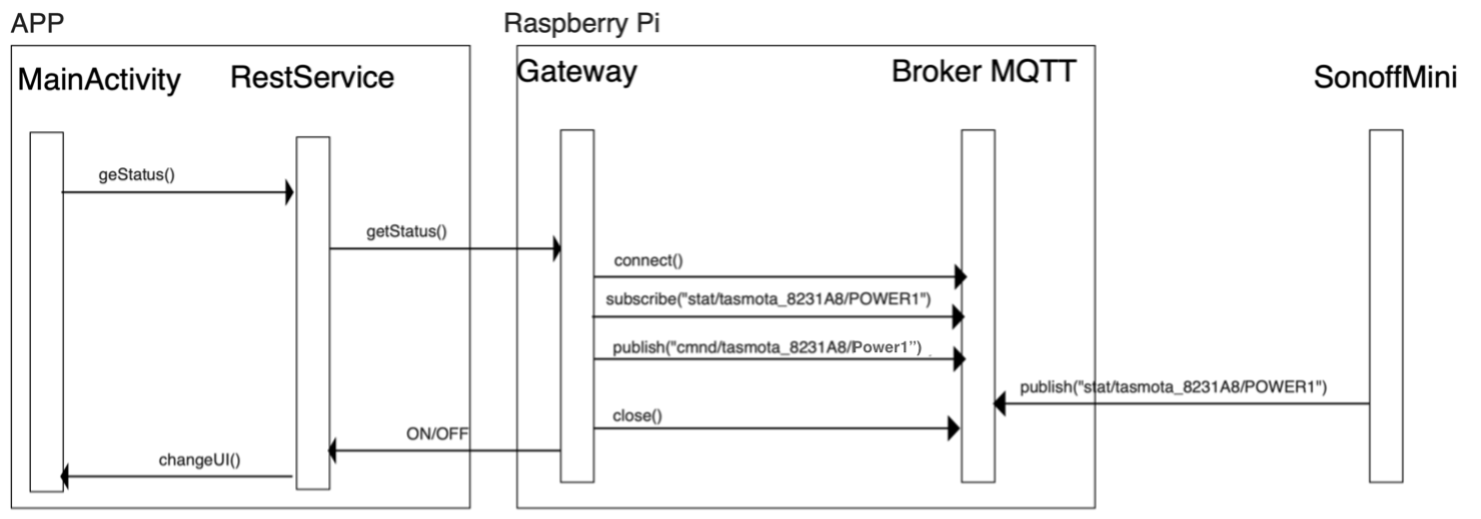 APP
Raspberry Pi
MainActivity
RestService
Gateway
Broker MQTT
SonoffMini
geStatus()
getStatus()
connect()
subscribe("stat/tasmota_8231A8/POWER1")
publish("cmnd/tasmota_8231A8/Power1”)
publish("stat/tasmota_8231A8/POWER1")
close()
ON/OFF
changeUI()